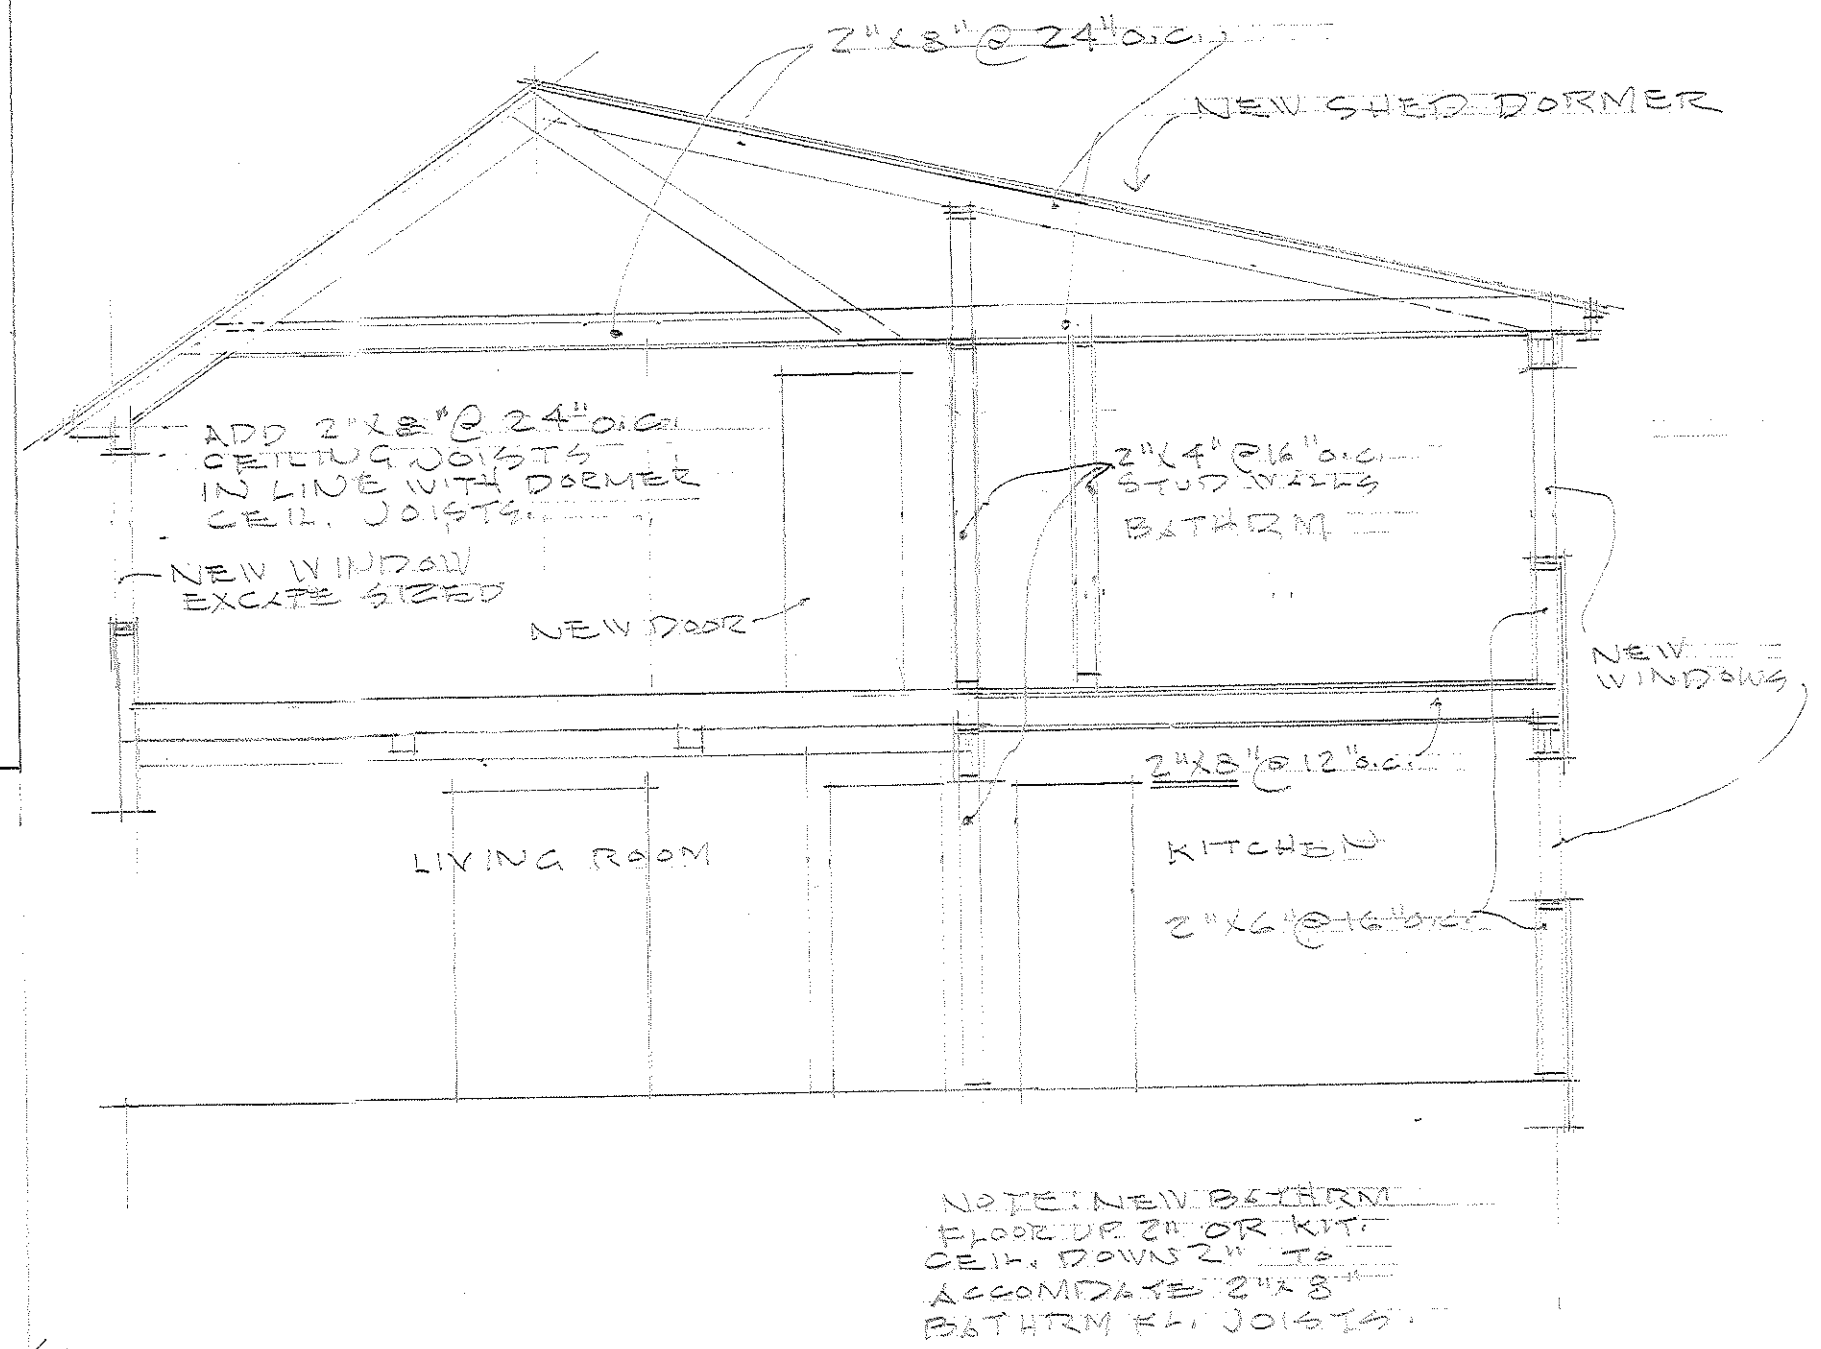 2"X8" @ 24" O.C.
NEW SHED DORMER
ADD 2"X8" @ 24" O.C.
CEILING JOISTS
IN LINE WITH DORMER
CEIL. JOISTS.
2"X4" @ 16" O.C.
STUD WALLS
BATHRM
NEW WINDOW
EXCAPE SIZED
NEW DOOR
NEW
WINDOWS.
2"X8" @ 12" O.C.
LIVING ROOM
KITCHEN
2"X6" @ 16" O.C.
NOTE: NEW BATHRM
FLOOR UP 2" OR KIT.
CEIL. DOWN 2" TO
ACCOMDATE 2"X8"
BATHRM FL. JOISTS.